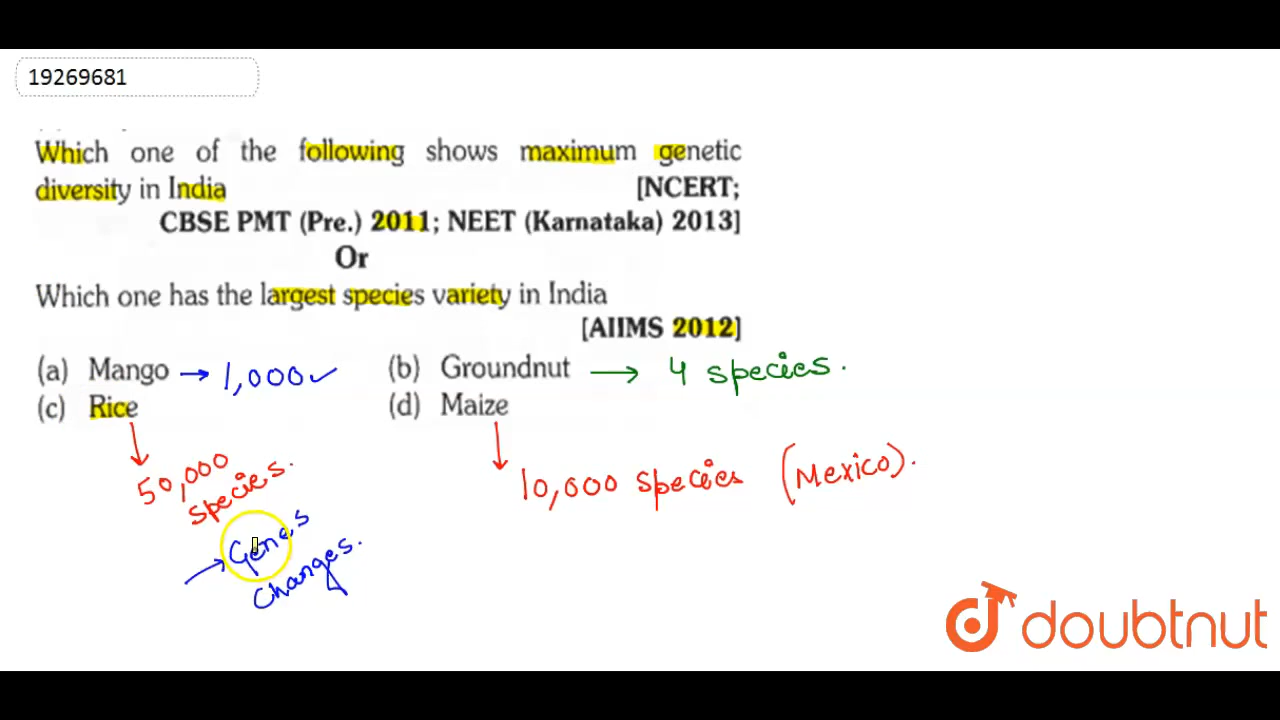 19269681
Which one of the following shows maximum genetic
diversity in India [NCERT;
CBSE PMT (Pre.) 2011; NEET (Karnataka) 2013]
Or
Which one has the largest species variety in India
[AIIMS 2012]
(a) Mango → 1,000 ✓ (b) Groundnut → 4 species.
(c) Rice (d) Maize
50,000 species.
10,000 species (Mexico).
→ Genes
changes.
doubtnut